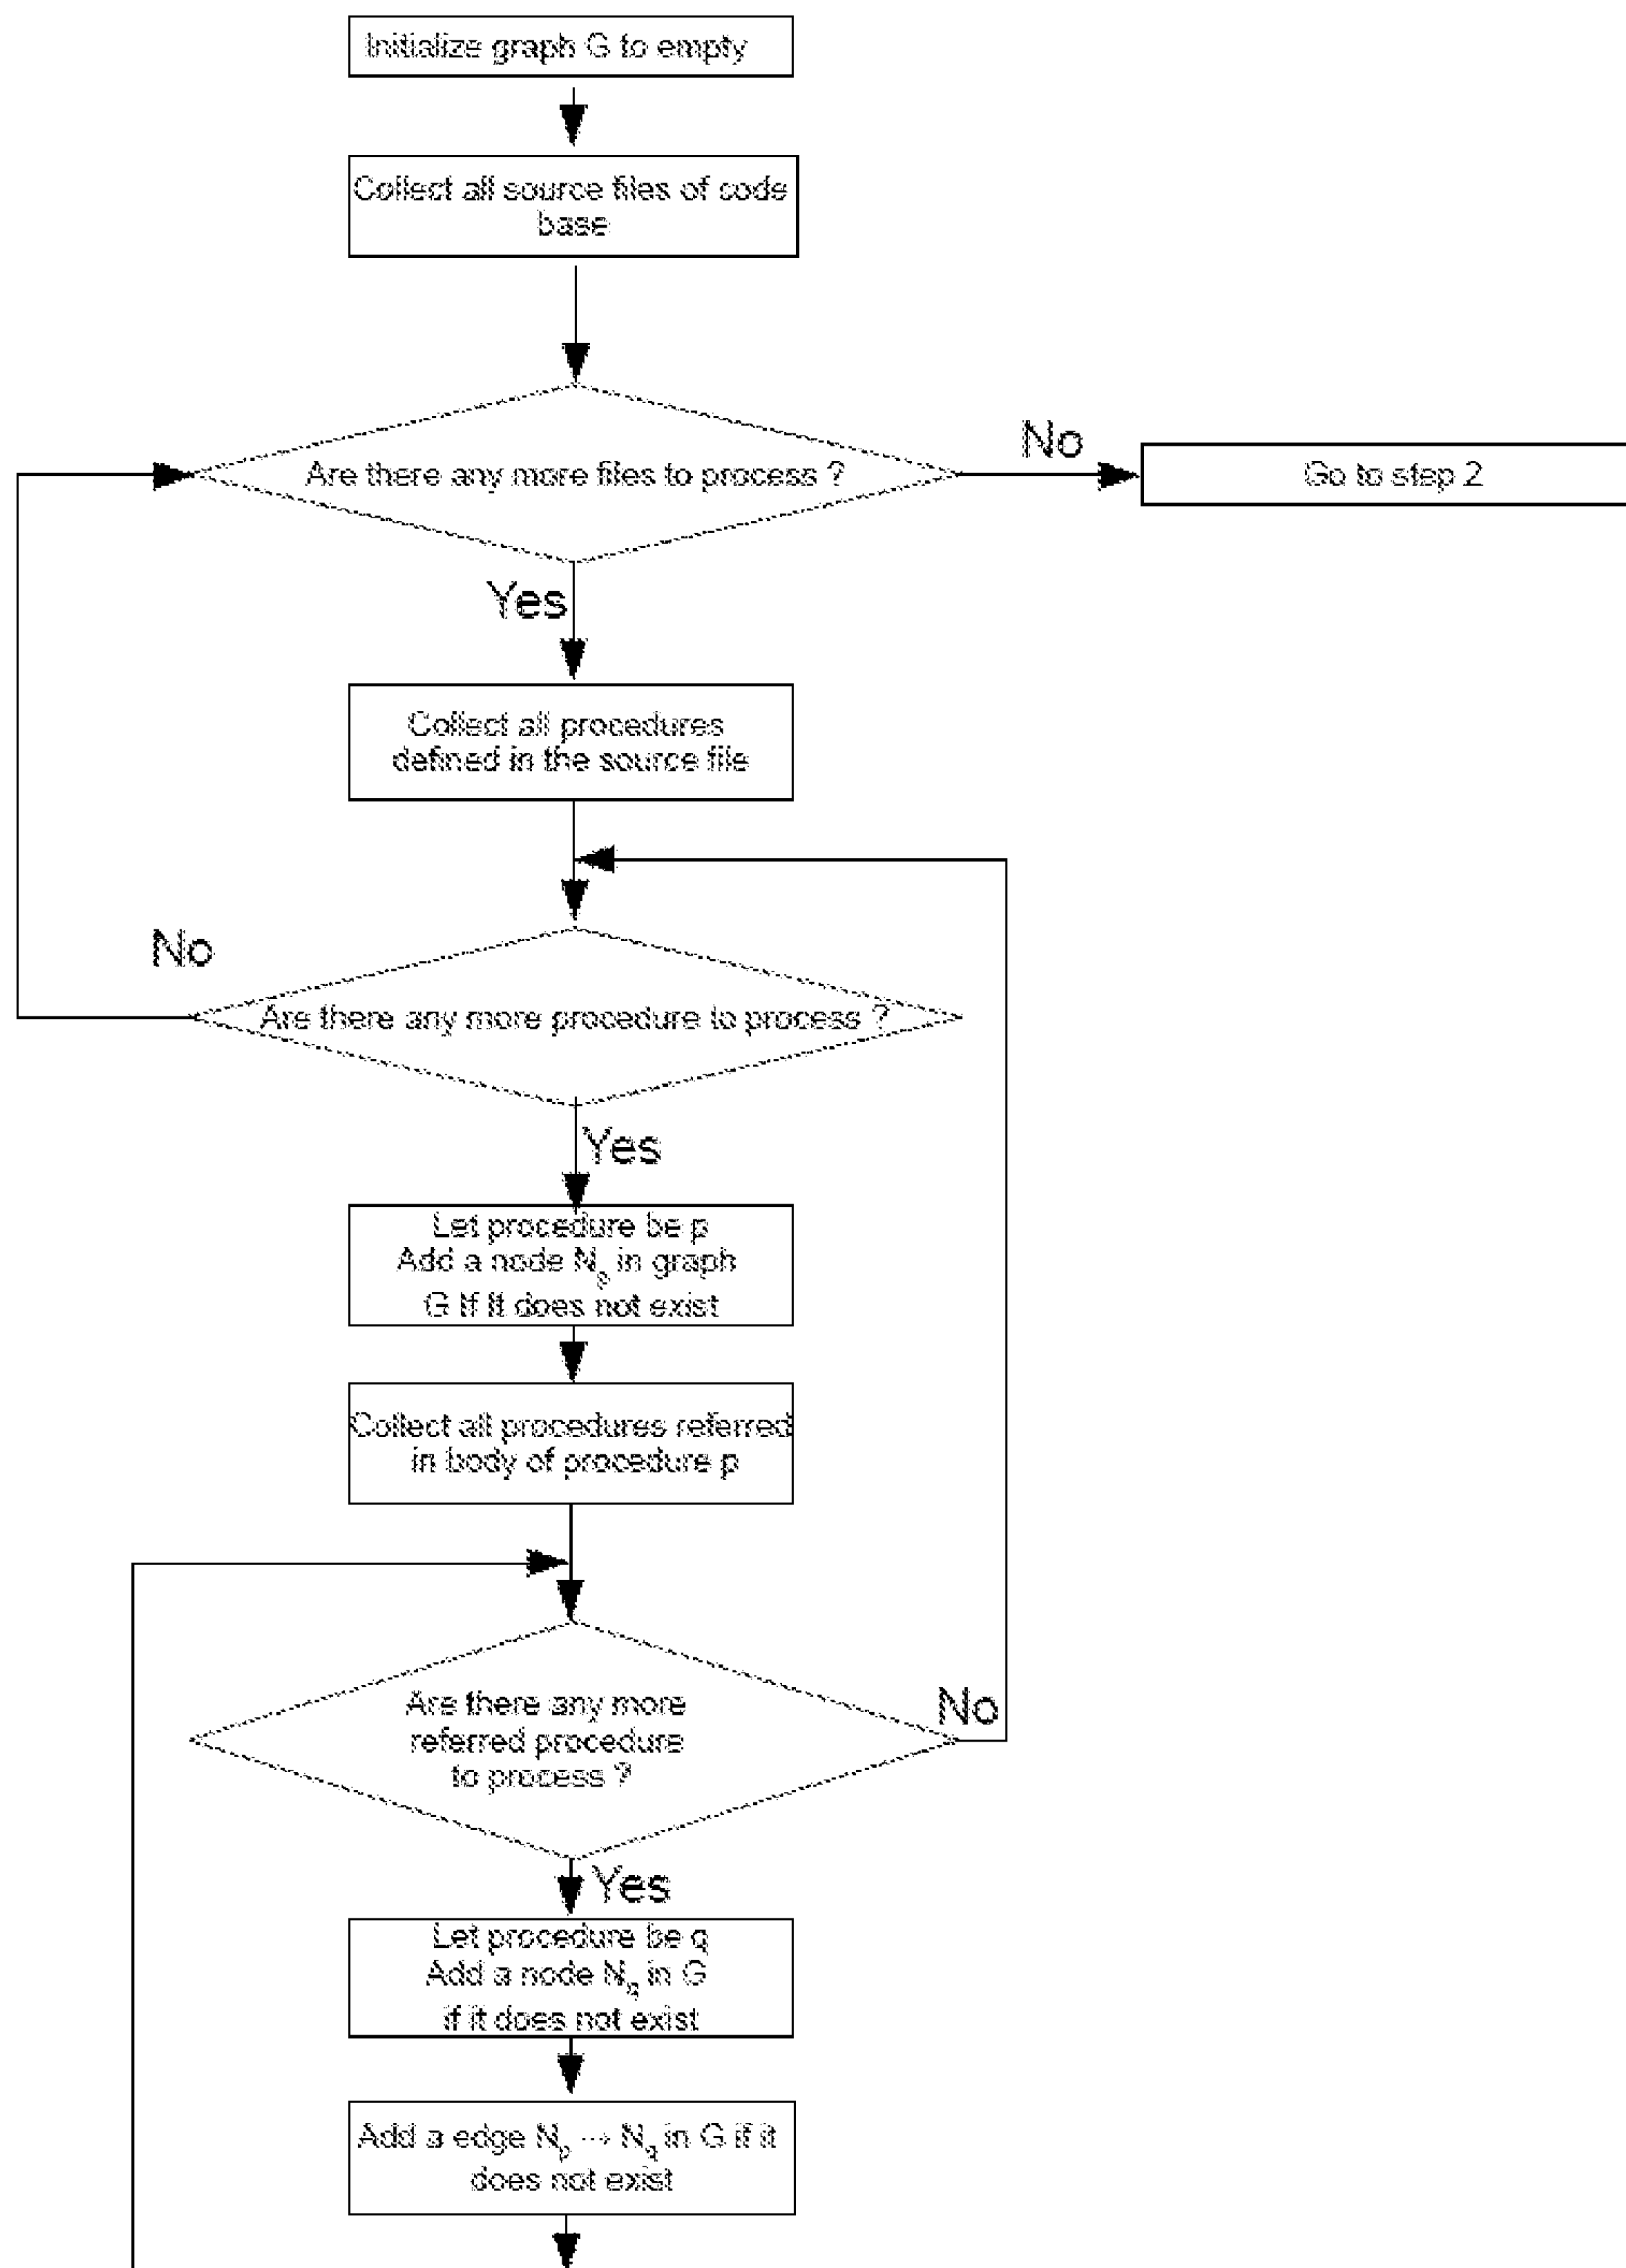 Initialize graph G to empty
Collect all source files of code
base
Are there any more files to process ?
No
Go to step 2
Yes
Collect all procedures
defined in the source file
No
Are there any more procedure to process ?
Yes
Let procedure be p
Add a node Np in graph
G if it does not exist
Collect all procedures referred
in body of procedure p
Are there any more
referred procedure
to process ?
No
Yes
Let procedure be q
Add a node Nq in G
if it does not exist
Add a edge Np → Nq in G if it
does not exist